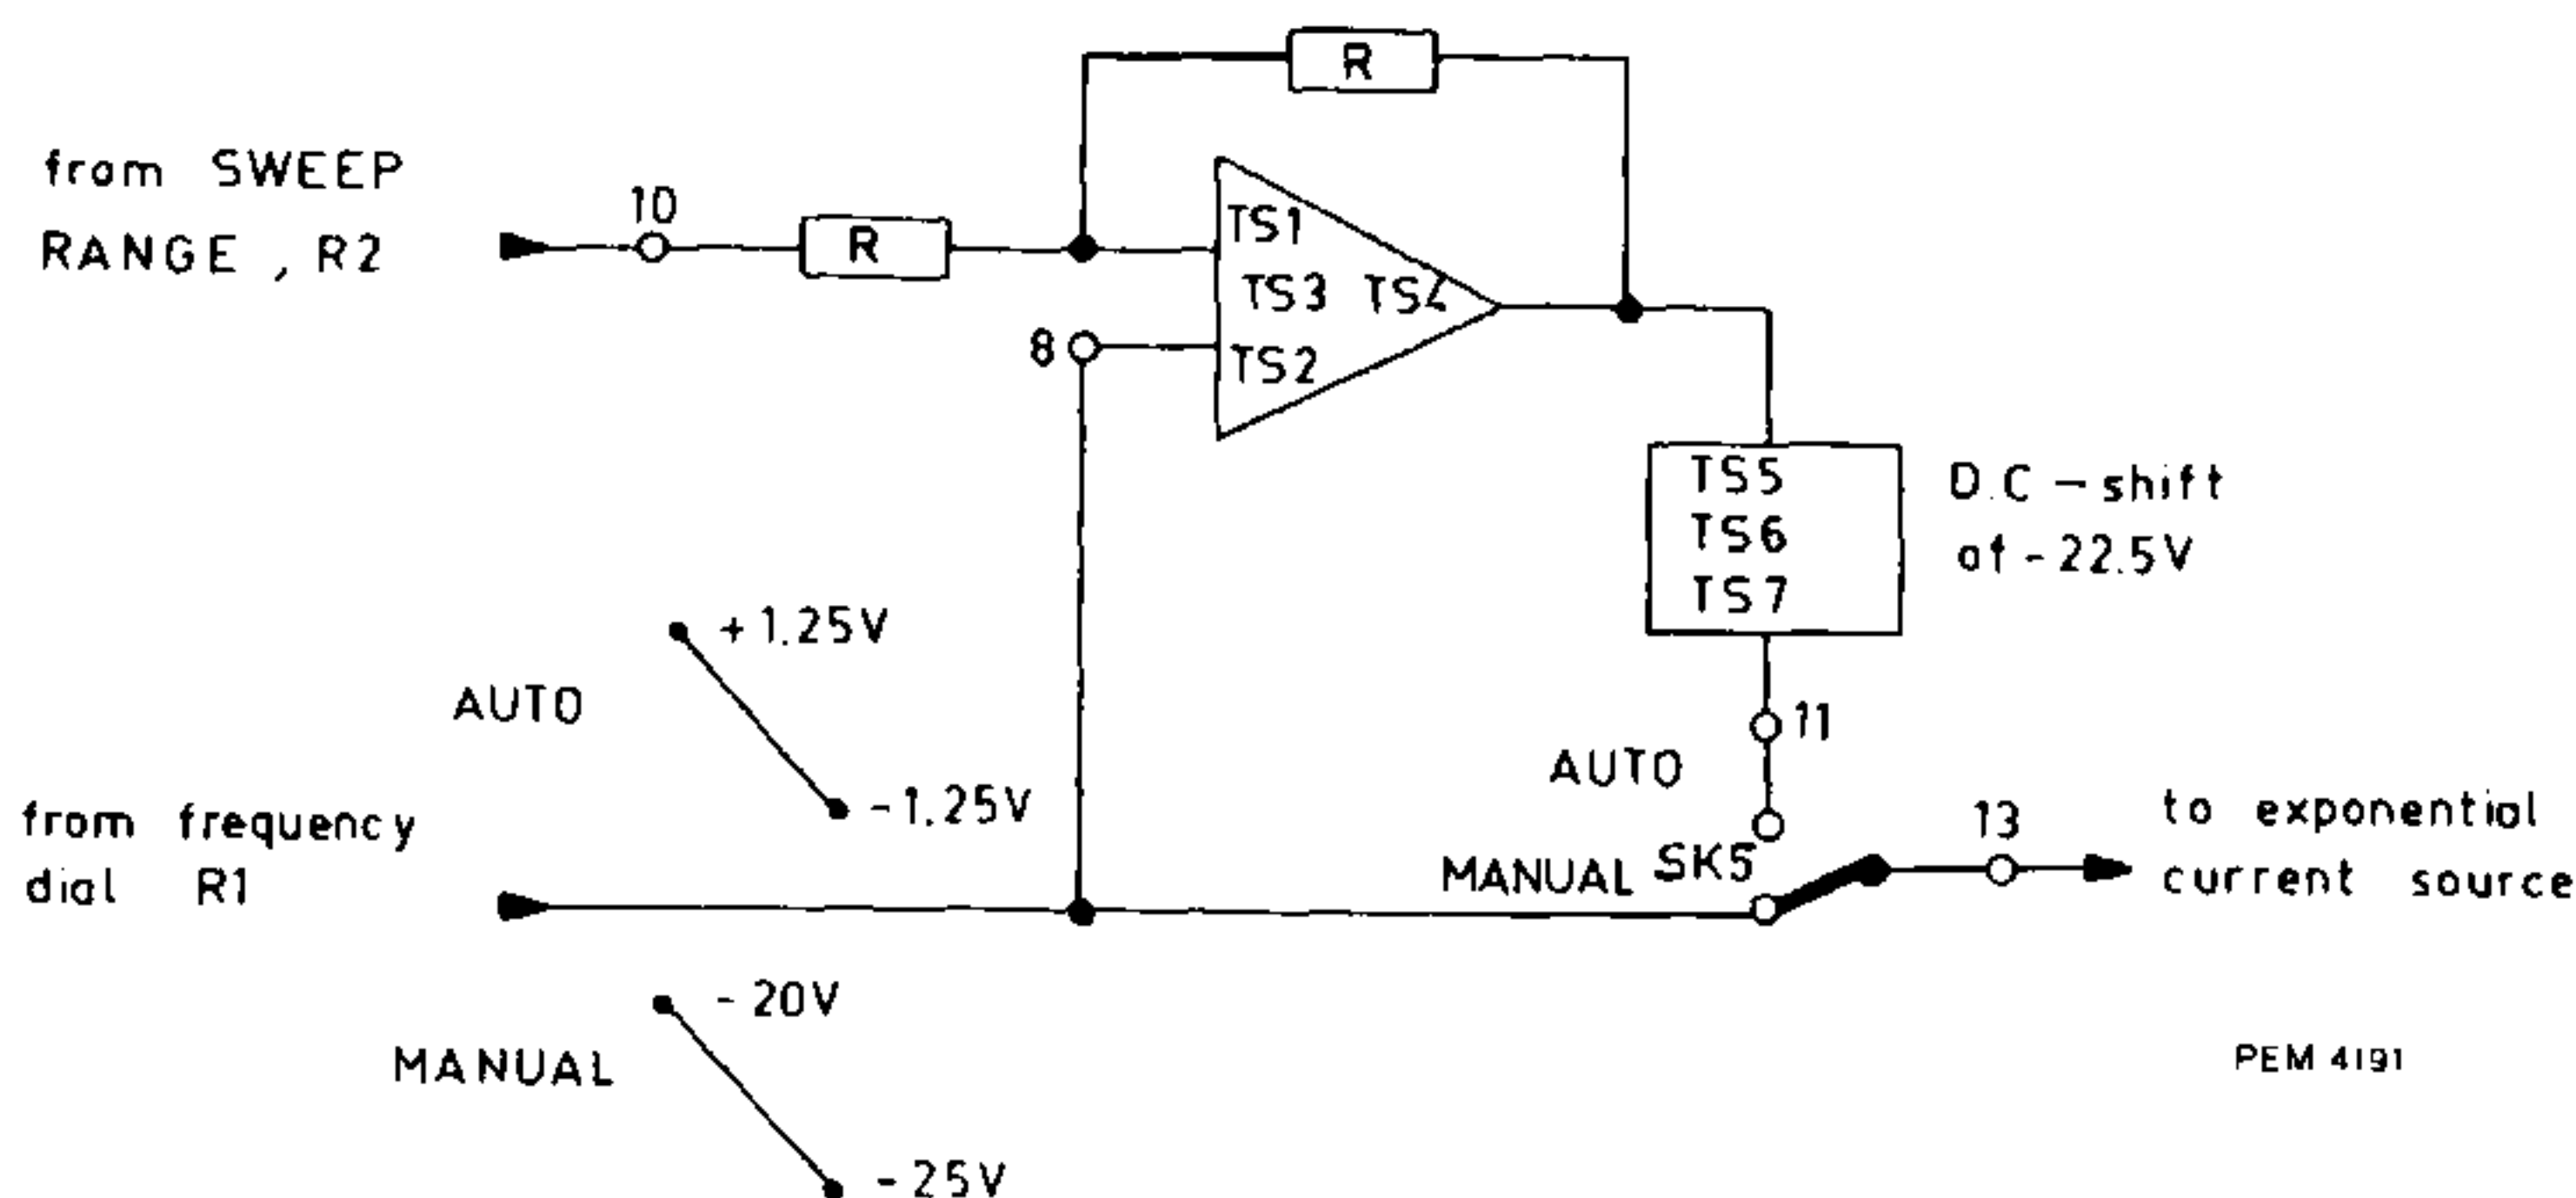 R
from SWEEP
RANGE , R2
10
R
TS1
TS3 TS4
TS2
8
TS5
TS6
TS7
D.C - shift
of - 22.5V
AUTO
+ 1.25V
- 1.25V
11
AUTO
SK5
MANUAL
13
to exponential
current source
from frequency
dial R1
MANUAL
- 20V
- 25V
PEM 4191